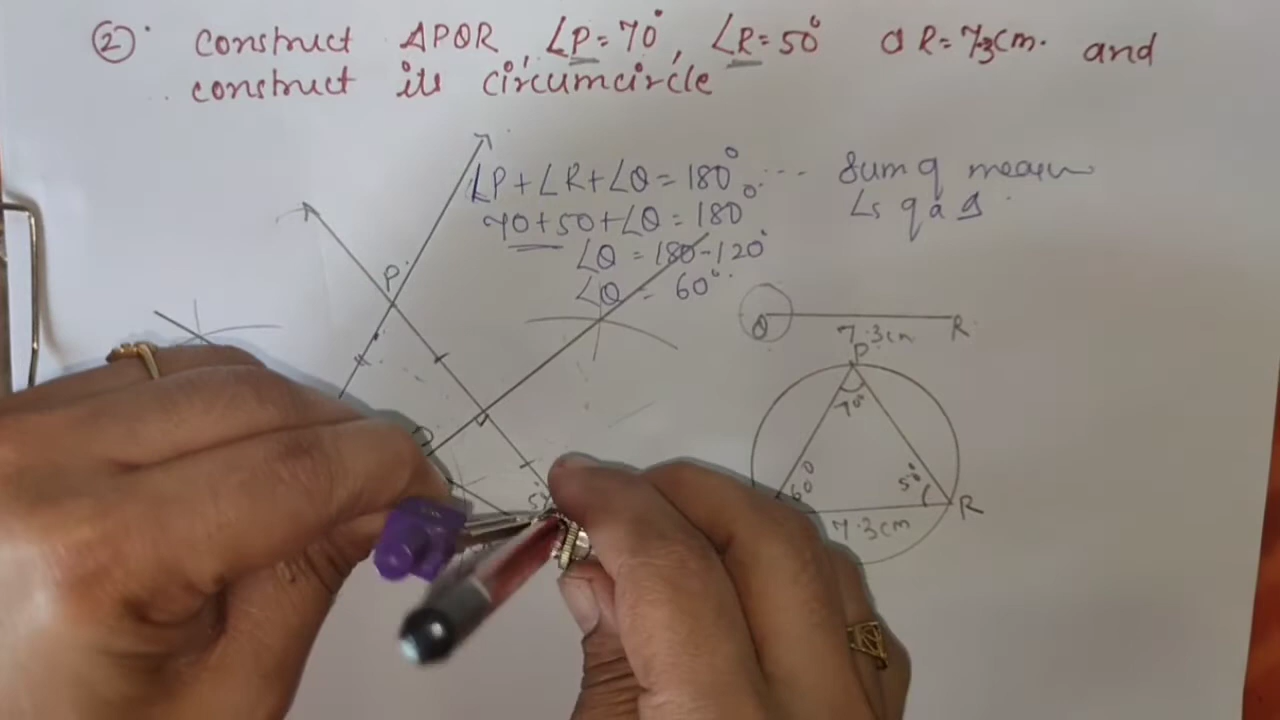 ② construct ΔPQR, ∠P=70°, ∠R=50° QR=7.3cm. and
construct its circumcircle
∠P+∠R+∠Q=180° ... Sum of measu
70+50+∠Q=180° ∠s of a Δ.
∠Q=180-120°
∠Q=60°.
P
Q R
7.3cm
P
70°
60° 50° R
7.3cm